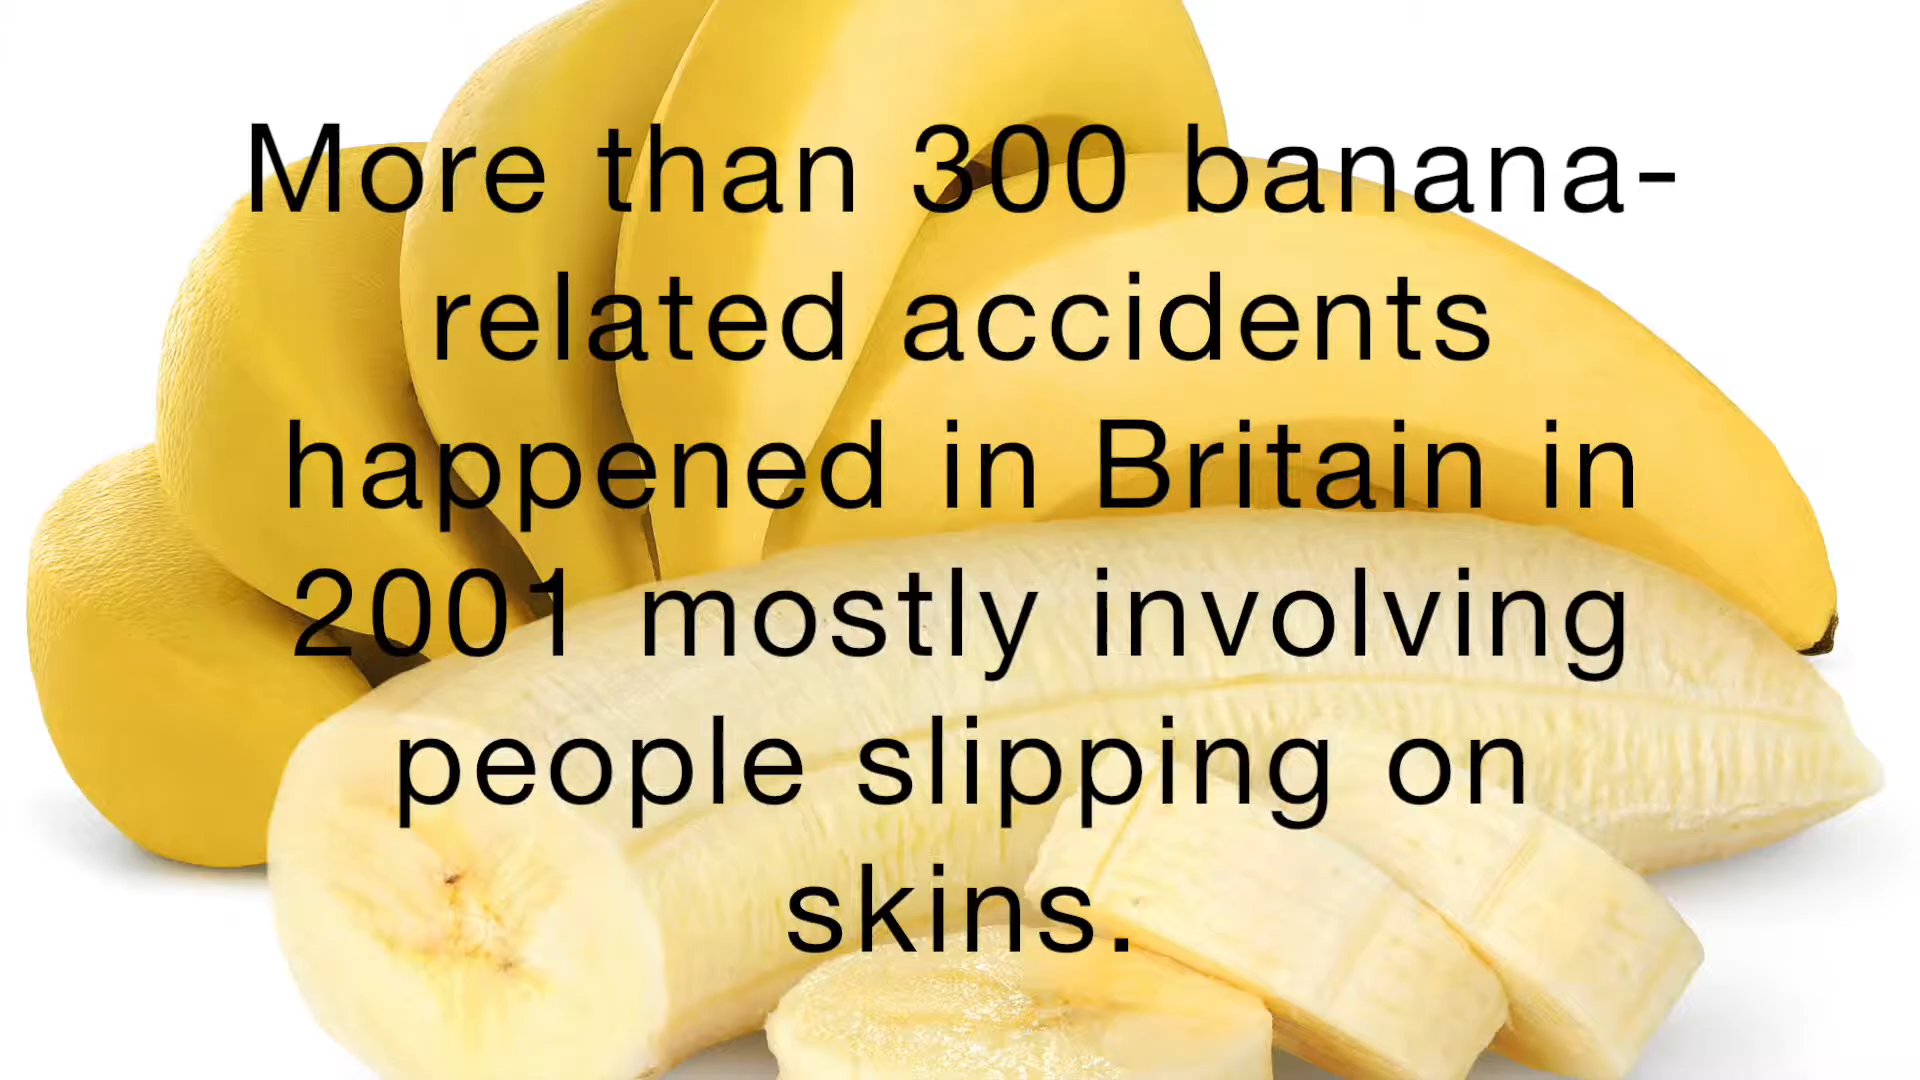 More than 300 banana-
related accidents
happened in Britain in
2001 mostly involving
people slipping on
skins.